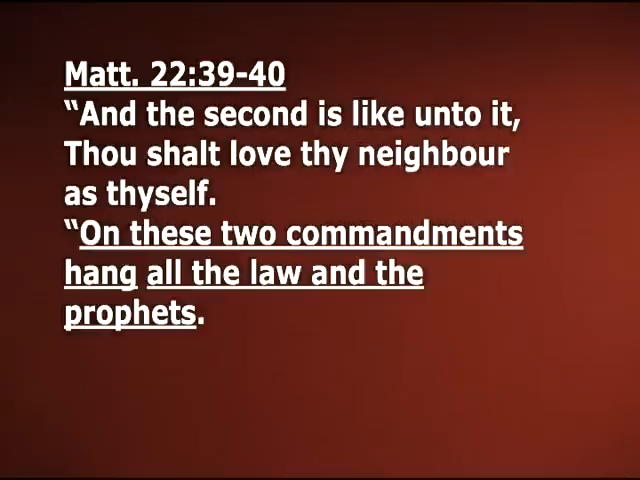 Matt. 22:39-40
“And the second is like unto it,
Thou shalt love thy neighbour
as thyself.
“On these two commandments
hang all the law and the
prophets.